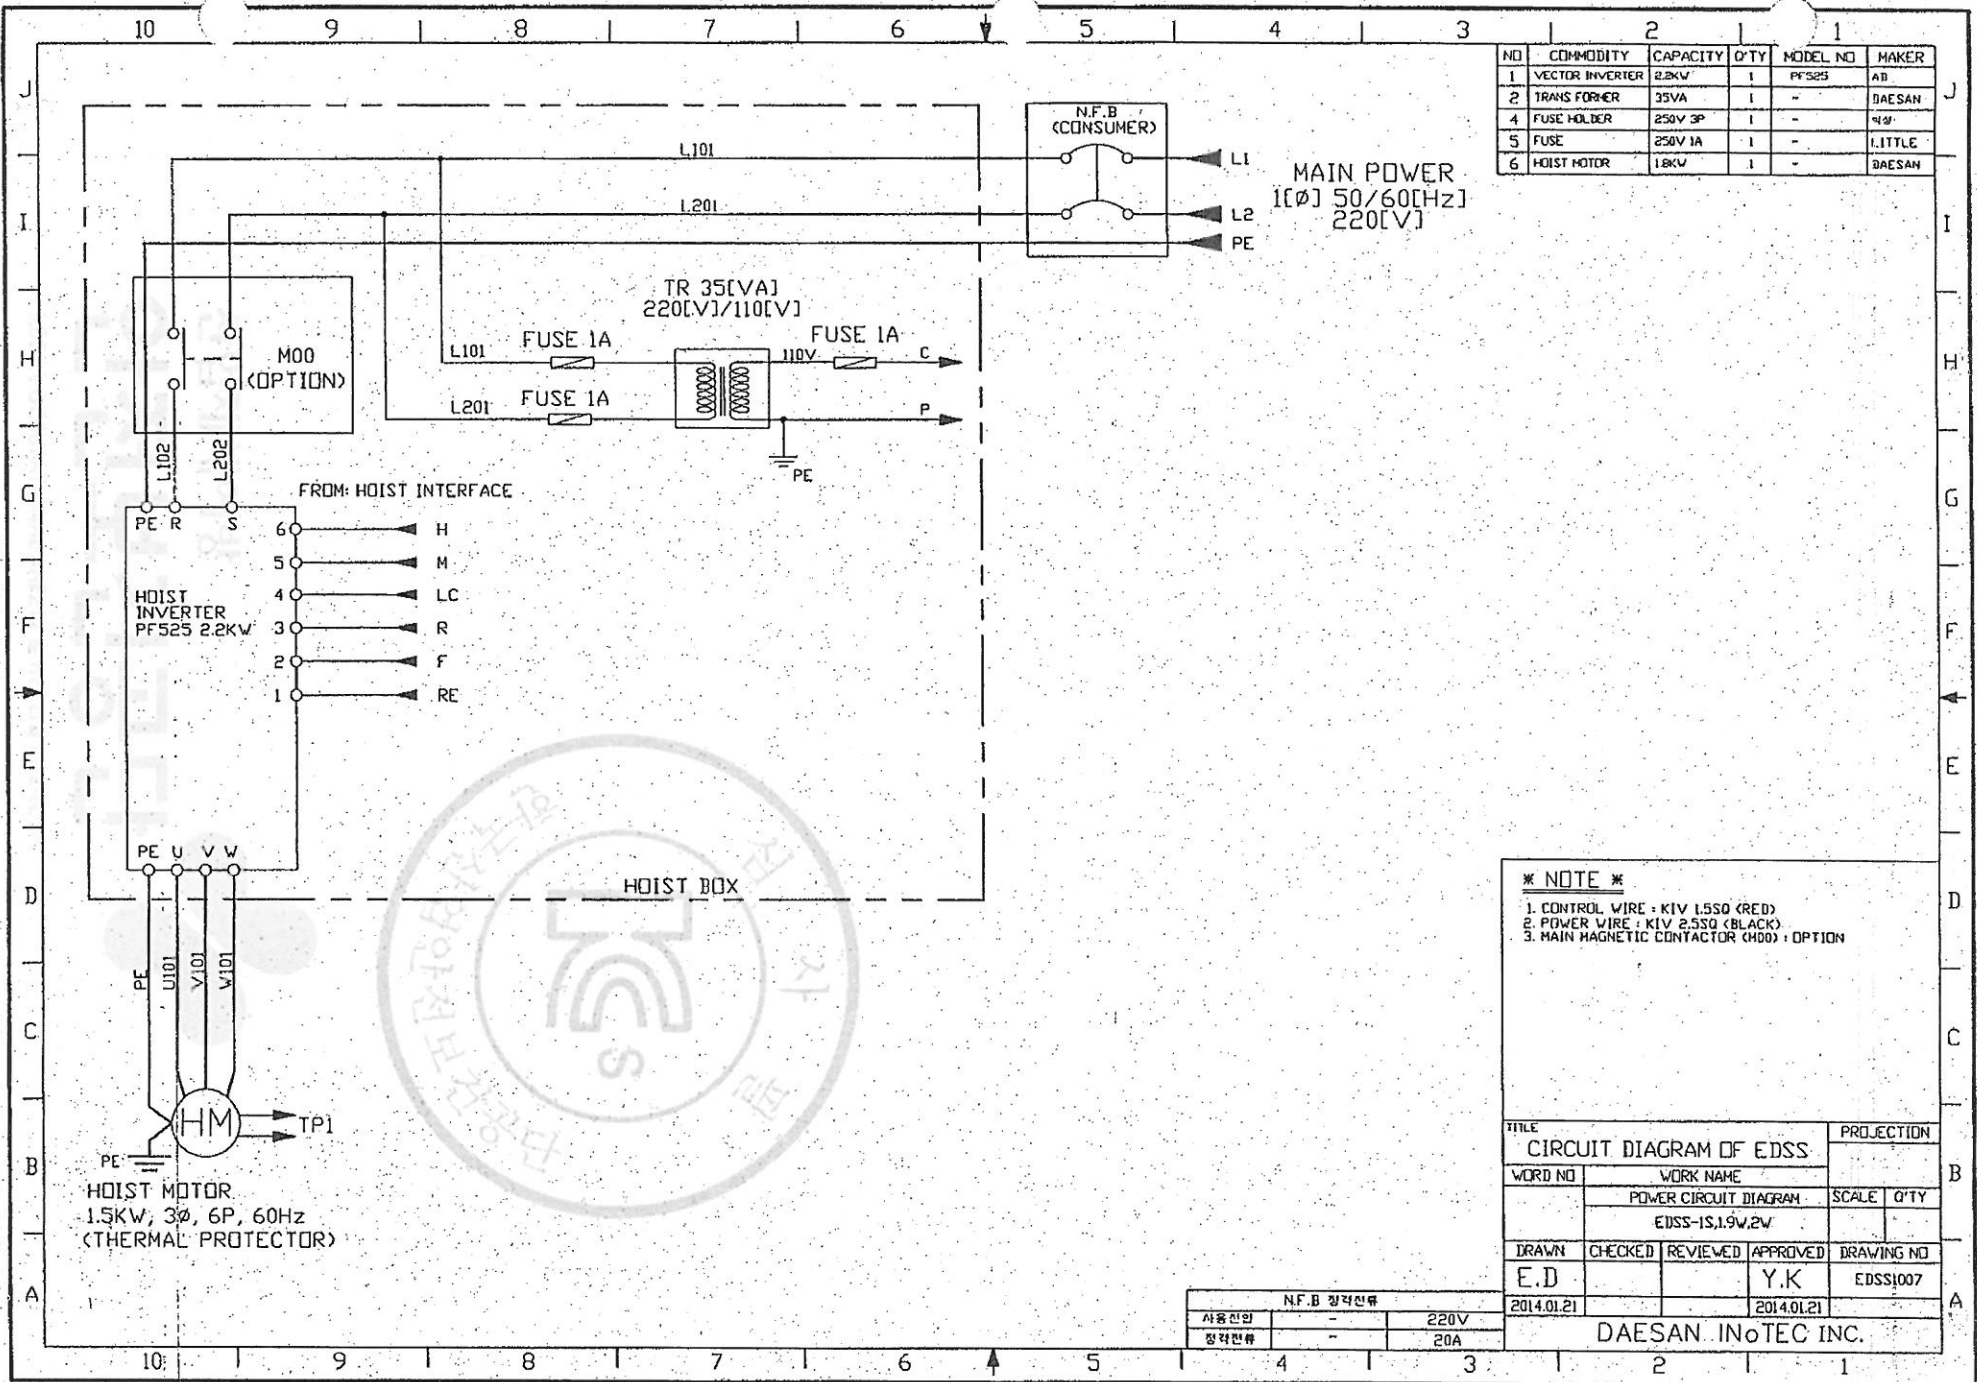 10 9 8 7 6 5 4 3 2 1
J
I
H
G
F
E
D
C
B
A
NO COMMODITY CAPACITY Q'TY MODEL NO MAKER
1 VECTOR INVERTER 2.2KW 1 PF525 AB
2 TRANS FORMER 35VA 1 - DAESAN
4 FUSE HOLDER 250V 3P 1 -
5 FUSE 250V 1A 1 - LITTLE
6 HOIST MOTOR 1.8KW 1 - DAESAN
N.F.B
(CONSUMER)
L101
L1
MAIN POWER
1[Ø] 50/60[Hz]
220[V]
L201
L2
PE
TR 35[VA]
220[V]/110[V]
M00
(OPTION)
L101
FUSE 1A
110V
FUSE 1A
C
L201
FUSE 1A
P
PE
L102
L202
FROM: HOIST INTERFACE
PE R S
6 H
5 M
4 LC
3 R
2 F
1 RE
HOIST
INVERTER
PF525 2.2KW
PE U V W
HOIST BOX
PE
U101
V101
W101
HM
TP1
PE
HOIST MOTOR
1.5KW, 3Ø, 6P, 60Hz
(THERMAL PROTECTOR)
S
* NOTE *
1. CONTROL WIRE : KIV 1.5SQ (RED)
2. POWER WIRE : KIV 2.5SQ (BLACK)
3. MAIN MAGNETIC CONTACTOR (M00) : OPTION
TITLE
CIRCUIT DIAGRAM OF EDSS
PROJECTION
WORD NO
WORK NAME
POWER CIRCUIT DIAGRAM
SCALE Q'TY
EDSS-1S,1.9W,2W
DRAWN CHECKED REVIEWED APPROVED DRAWING NO
E.D Y.K EDSS1007
2014.01.21 2014.01.21
DAESAN INoTEC INC.
N.F.B 정격전류
사용전압 - 220V
정격전류 - 20A
J
I
H
G
F
E
D
C
B
A
10 9 8 7 6 5 4 3 2 1